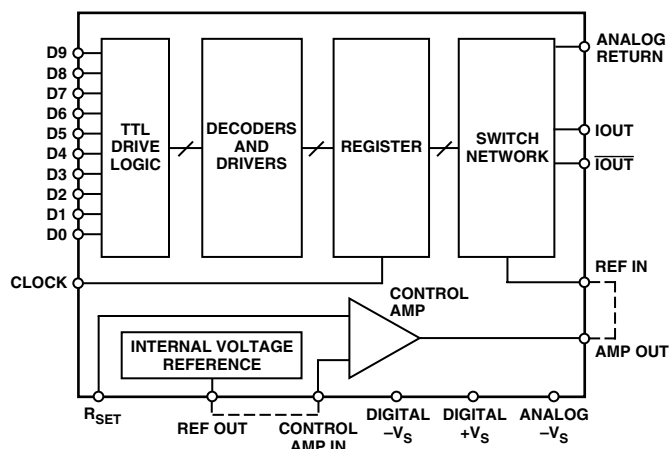 D9
D8
D7
D6
D5
D4
D3
D2
D1
D0
TTL
DRIVE
LOGIC
DECODERS
AND
DRIVERS
REGISTER
SWITCH
NETWORK
ANALOG
RETURN
IOUT
IOUT
CLOCK
CONTROL
AMP
REF IN
INTERNAL VOLTAGE
REFERENCE
AMP OUT
RSET
REF OUT
CONTROL
AMP IN
DIGITAL
–VS
DIGITAL
+VS
ANALOG
–VS